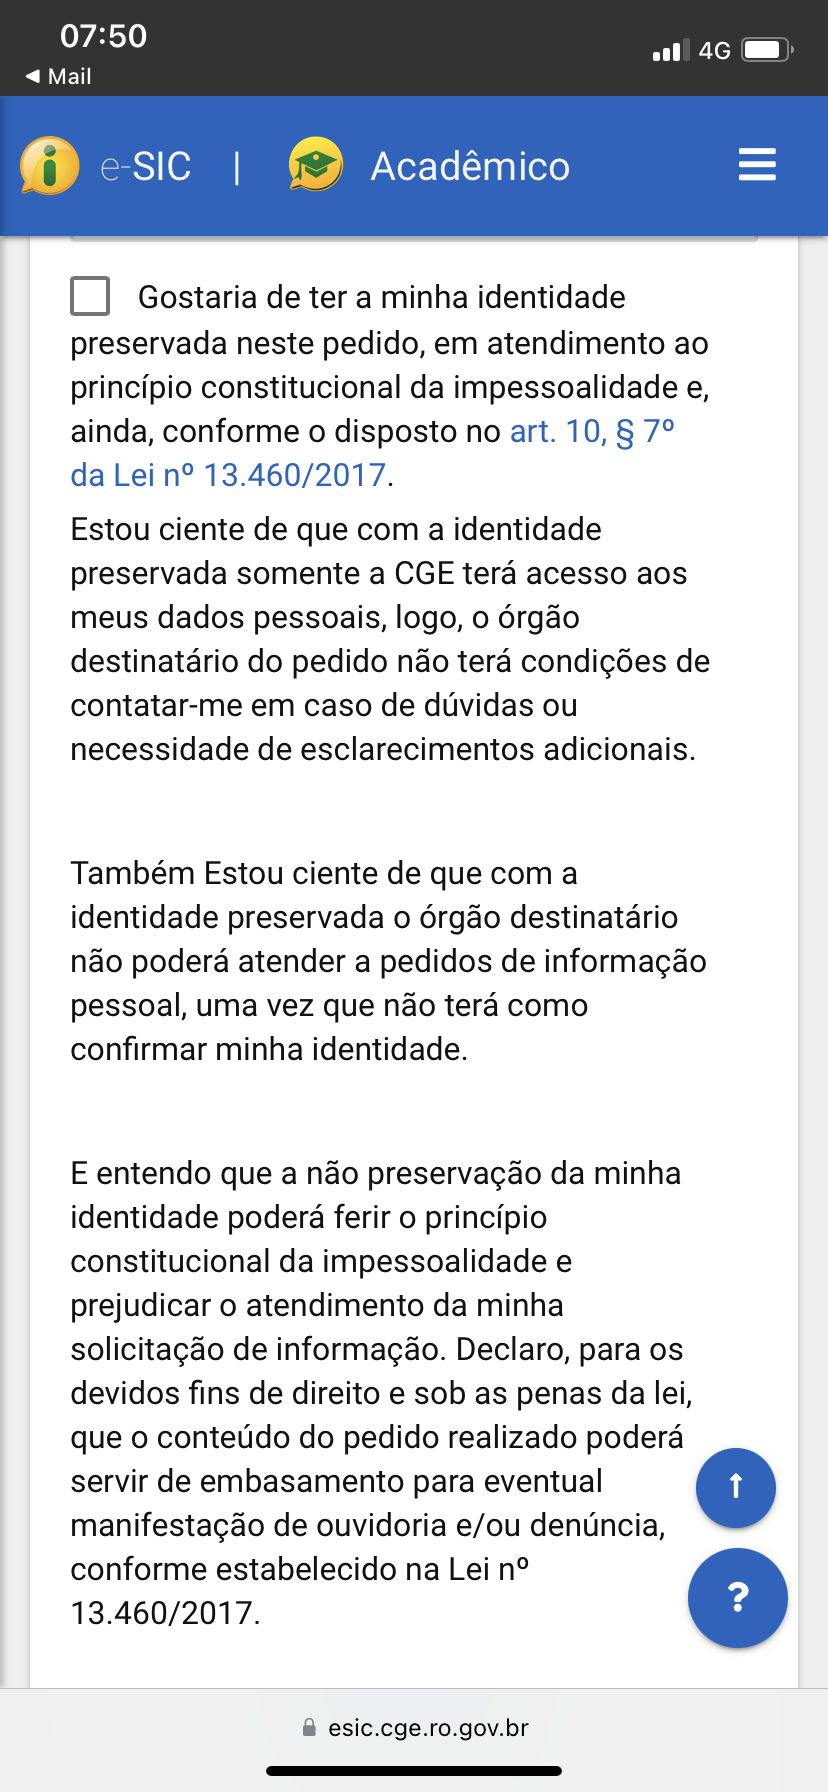 07:50
4G
◀ Mail
e-SIC | Acadêmico
Gostaria de ter a minha identidade
preservada neste pedido, em atendimento ao
princípio constitucional da impessoalidade e,
ainda, conforme o disposto no art. 10, § 7º
da Lei nº 13.460/2017.
Estou ciente de que com a identidade
preservada somente a CGE terá acesso aos
meus dados pessoais, logo, o órgão
destinatário do pedido não terá condições de
contatar-me em caso de dúvidas ou
necessidade de esclarecimentos adicionais.
Também Estou ciente de que com a
identidade preservada o órgão destinatário
não poderá atender a pedidos de informação
pessoal, uma vez que não terá como
confirmar minha identidade.
E entendo que a não preservação da minha
identidade poderá ferir o princípio
constitucional da impessoalidade e
prejudicar o atendimento da minha
solicitação de informação. Declaro, para os
devidos fins de direito e sob as penas da lei,
que o conteúdo do pedido realizado poderá
servir de embasamento para eventual
manifestação de ouvidoria e/ou denúncia,
conforme estabelecido na Lei nº
13.460/2017.
↑
?
esic.cge.ro.gov.br